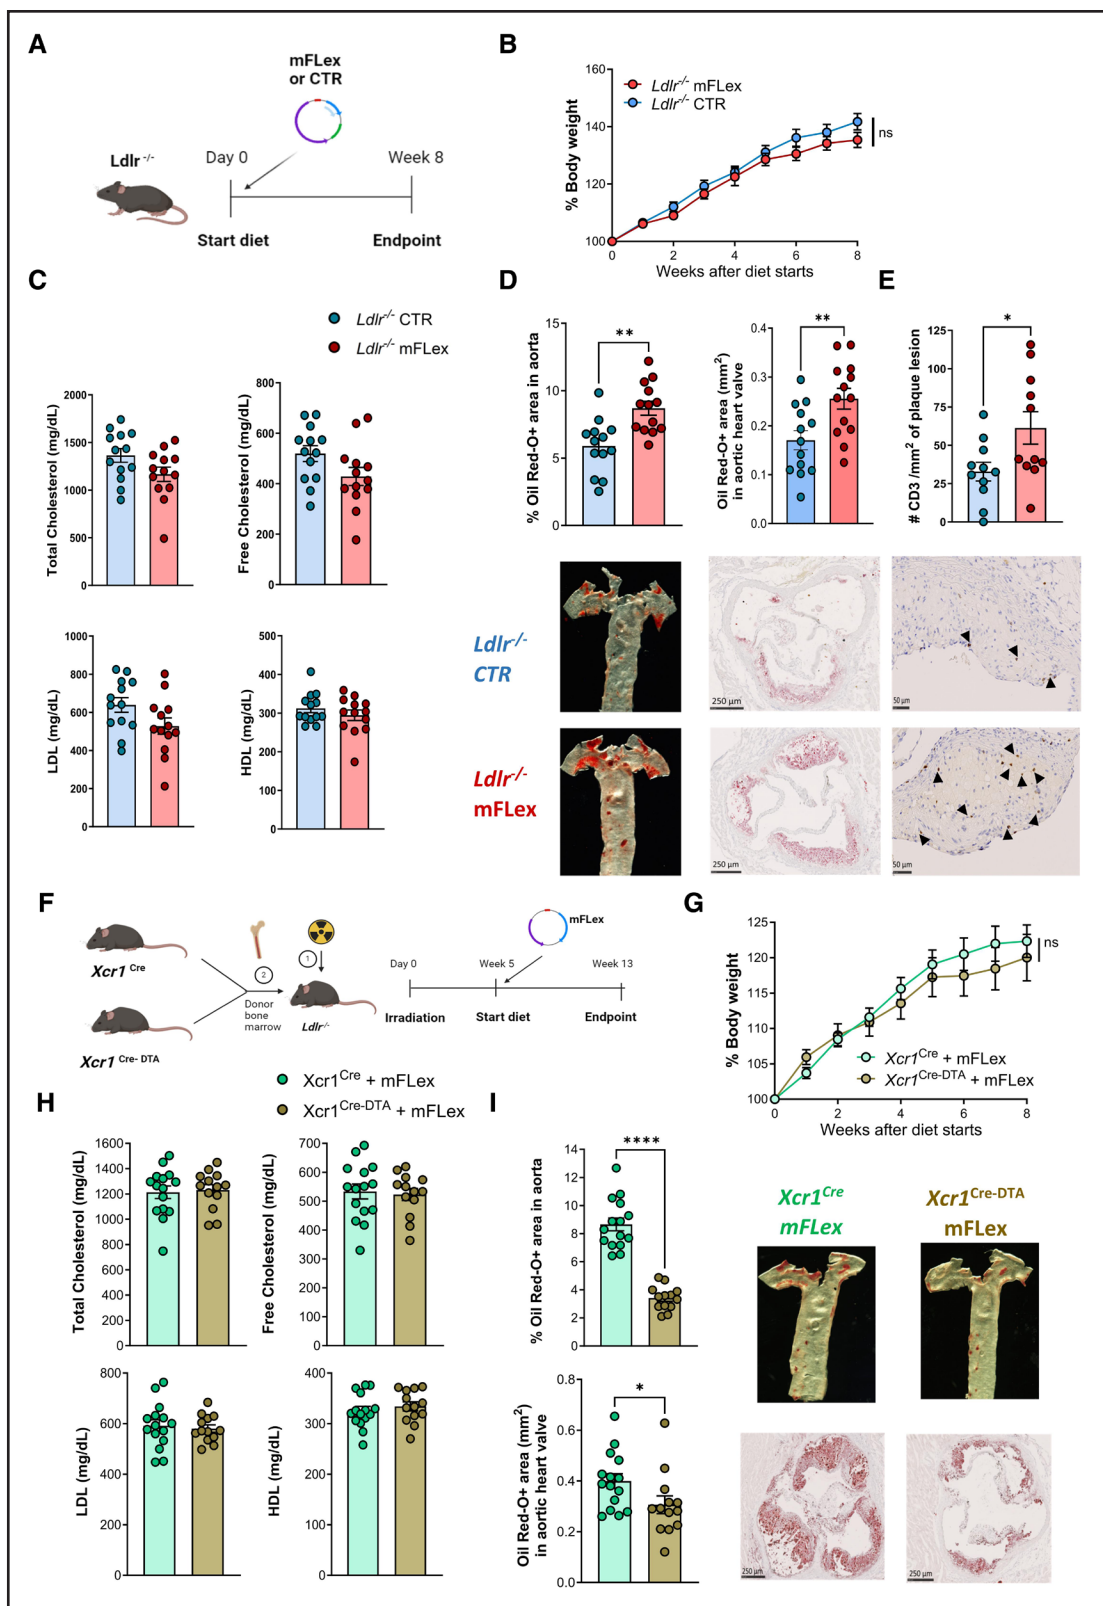 A
mFLex
or CTR
Ldlr -/-
Day 0
Week 8
Start diet
Endpoint
B
% Body weight
160
140
120
100
Ldlr-/- mFLex
Ldlr-/- CTR
ns
0
2
4
6
8
Weeks after diet starts
C
Ldlr-/- CTR
Ldlr-/- mFLex
Total Cholesterol (mg/dL)
2000
1500
1000
500
0
Free Cholesterol (mg/dL)
800
600
400
200
0
LDL (mg/dL)
1000
800
600
400
200
0
HDL (mg/dL)
500
400
300
200
100
0
D
% Oil Red-O+ area in aorta
15
10
5
0
**
Oil Red-O+ area (mm2)
in aortic heart valve
0.4
0.3
0.2
0.1
0.0
**
E
# CD3 /mm2 of plaque lesion
125
100
75
50
25
0
*
Ldlr-/-
CTR
250 µm
50 µm
Ldlr-/-
mFLex
250 µm
50 µm
F
Xcr1 Cre
Xcr1 Cre- DTA
2
1
Donor
bone
marrow
Ldlr-/-
mFLex
Day 0
Week 5
Week 13
Irradiation
Start diet
Endpoint
G
% Body weight
125
120
115
110
105
100
ns
Xcr1Cre + mFLex
Xcr1Cre-DTA + mFLex
0
2
4
6
8
Weeks after diet starts
H
Xcr1Cre + mFLex
Xcr1Cre-DTA + mFLex
Total Cholesterol (mg/dL)
1600
1400
1200
1000
800
600
400
200
0
Free Cholesterol (mg/dL)
700
600
500
400
300
200
100
0
LDL (mg/dL)
800
600
400
200
0
HDL (mg/dL)
400
300
200
100
0
I
% Oil Red-O+ area in aorta
14
12
10
8
6
4
2
0
****
Oil Red-O+ area (mm2)
in aortic heart valve
0.8
0.6
0.4
0.2
0.0
*
Xcr1Cre
mFLex
Xcr1Cre-DTA
mFLex
250 µm
250 µm